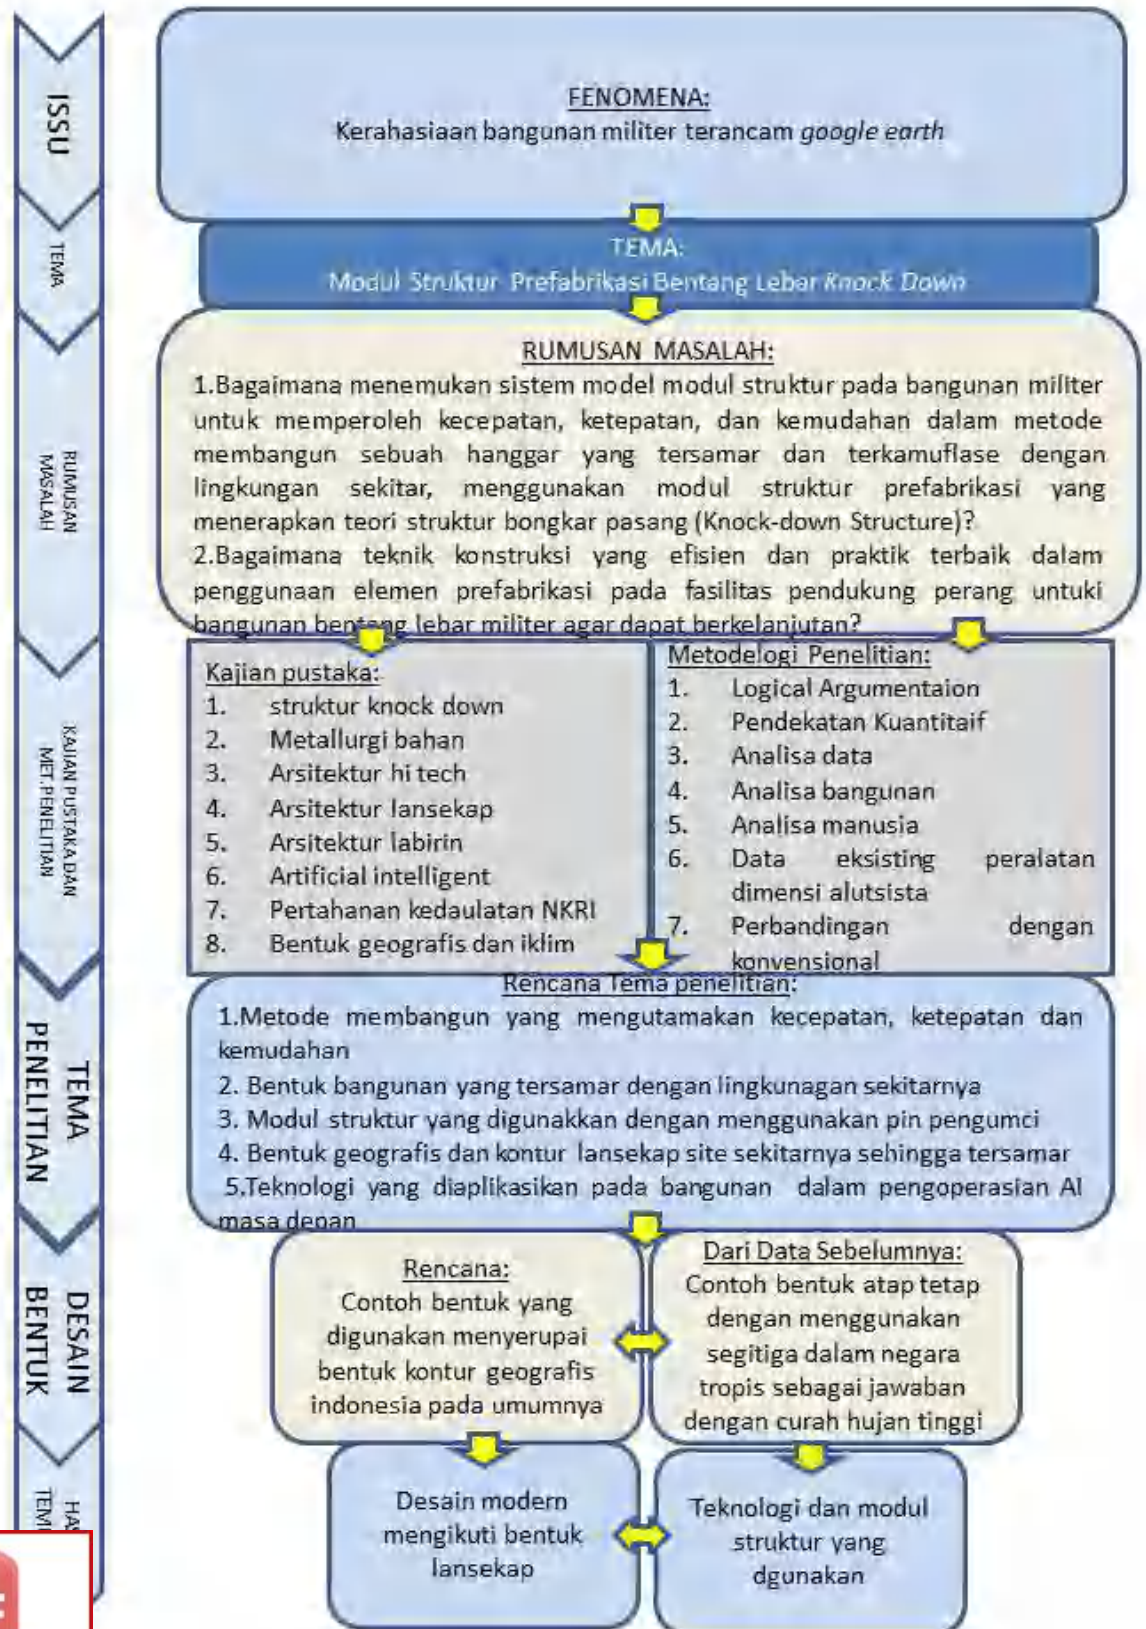 ISSU
FENOMENA:
Kerahasiaan bangunan militer terancam google earth
TEMA
TEMA:
Modul Struktur Prefabrikasi Bentang Lebar Knock Down
RUMUSAN
MASALAH
RUMUSAN MASALAH:
1.Bagaimana menemukan sistem model modul struktur pada bangunan militer
untuk memperoleh kecepatan, ketepatan, dan kemudahan dalam metode
membangun sebuah hanggar yang tersamar dan terkamuflase dengan
lingkungan sekitar, menggunakan modul struktur prefabrikasi yang
menerapkan teori struktur bongkar pasang (Knock-down Structure)?
2.Bagaimana teknik konstruksi yang efisien dan praktik terbaik dalam
penggunaan elemen prefabrikasi pada fasilitas pendukung perang untuki
bangunan bentang lebar militer agar dapat berkelanjutan?
KAJIAN PUSTAKA DAN
MET.PENELITIAN
Kajian pustaka:
1. struktur knock down
2. Metallurgi bahan
3. Arsitektur hi tech
4. Arsitektur lansekap
5. Arsitektur labirin
6. Artificial intelligent
7. Pertahanan kedaulatan NKRI
8. Bentuk geografis dan iklim
Metodelogi Penelitian:
1. Logical Argumentaion
2. Pendekatan Kuantitaif
3. Analisa data
4. Analisa bangunan
5. Analisa manusia
6. Data eksisting peralatan
dimensi alutsista
7. Perbandingan dengan
konvensional
TEMA
PENELITIAN
Rencana Tema penelitian:
1.Metode membangun yang mengutamakan kecepatan, ketepatan dan
kemudahan
2. Bentuk bangunan yang tersamar dengan lingkunagan sekitarnya
3. Modul struktur yang digunakkan dengan menggunakan pin pengumci
4. Bentuk geografis dan kontur lansekap site sekitarnya sehingga tersamar
5.Teknologi yang diaplikasikan pada bangunan dalam pengoperasian AI
masa depan
DESAIN
BENTUK
Rencana:
Contoh bentuk yang
digunakan menyerupai
bentuk kontur geografis
indonesia pada umumnya
Dari Data Sebelumnya:
Contoh bentuk atap tetap
dengan menggunakan
segitiga dalam negara
tropis sebagai jawaban
dengan curah hujan tinggi
Desain modern
mengikuti bentuk
lansekap
Teknologi dan modul
struktur yang
dgunakan